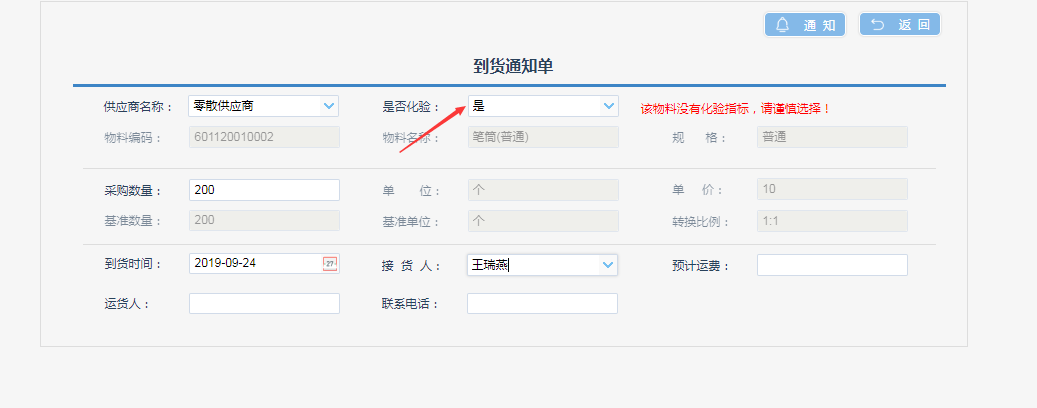 通 知 返 回
到货通知单
供应商名称： 零散供应商 是否化验： 是 该物料没有化验指标，请谨慎选择！
物料编码： 601120010002 物料名称： 笔筒(普通) 规 格： 普通
采购数量： 200 单 位： 个 单 价： 10
基准数量： 200 基准单位： 个 转换比例： 1:1
到货时间： 2019-09-24 27 接 货 人： 王瑞燕 预计运费：
运货人： 联系电话：